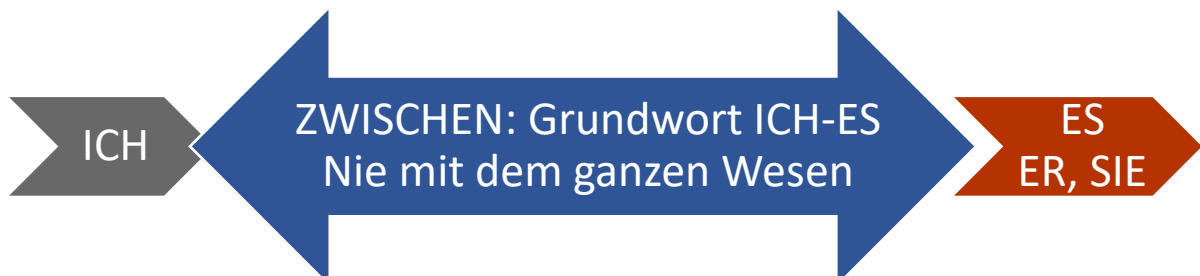 ICH
ZWISCHEN: Grundwort ICH-ES
Nie mit dem ganzen Wesen
ES
ER, SIE